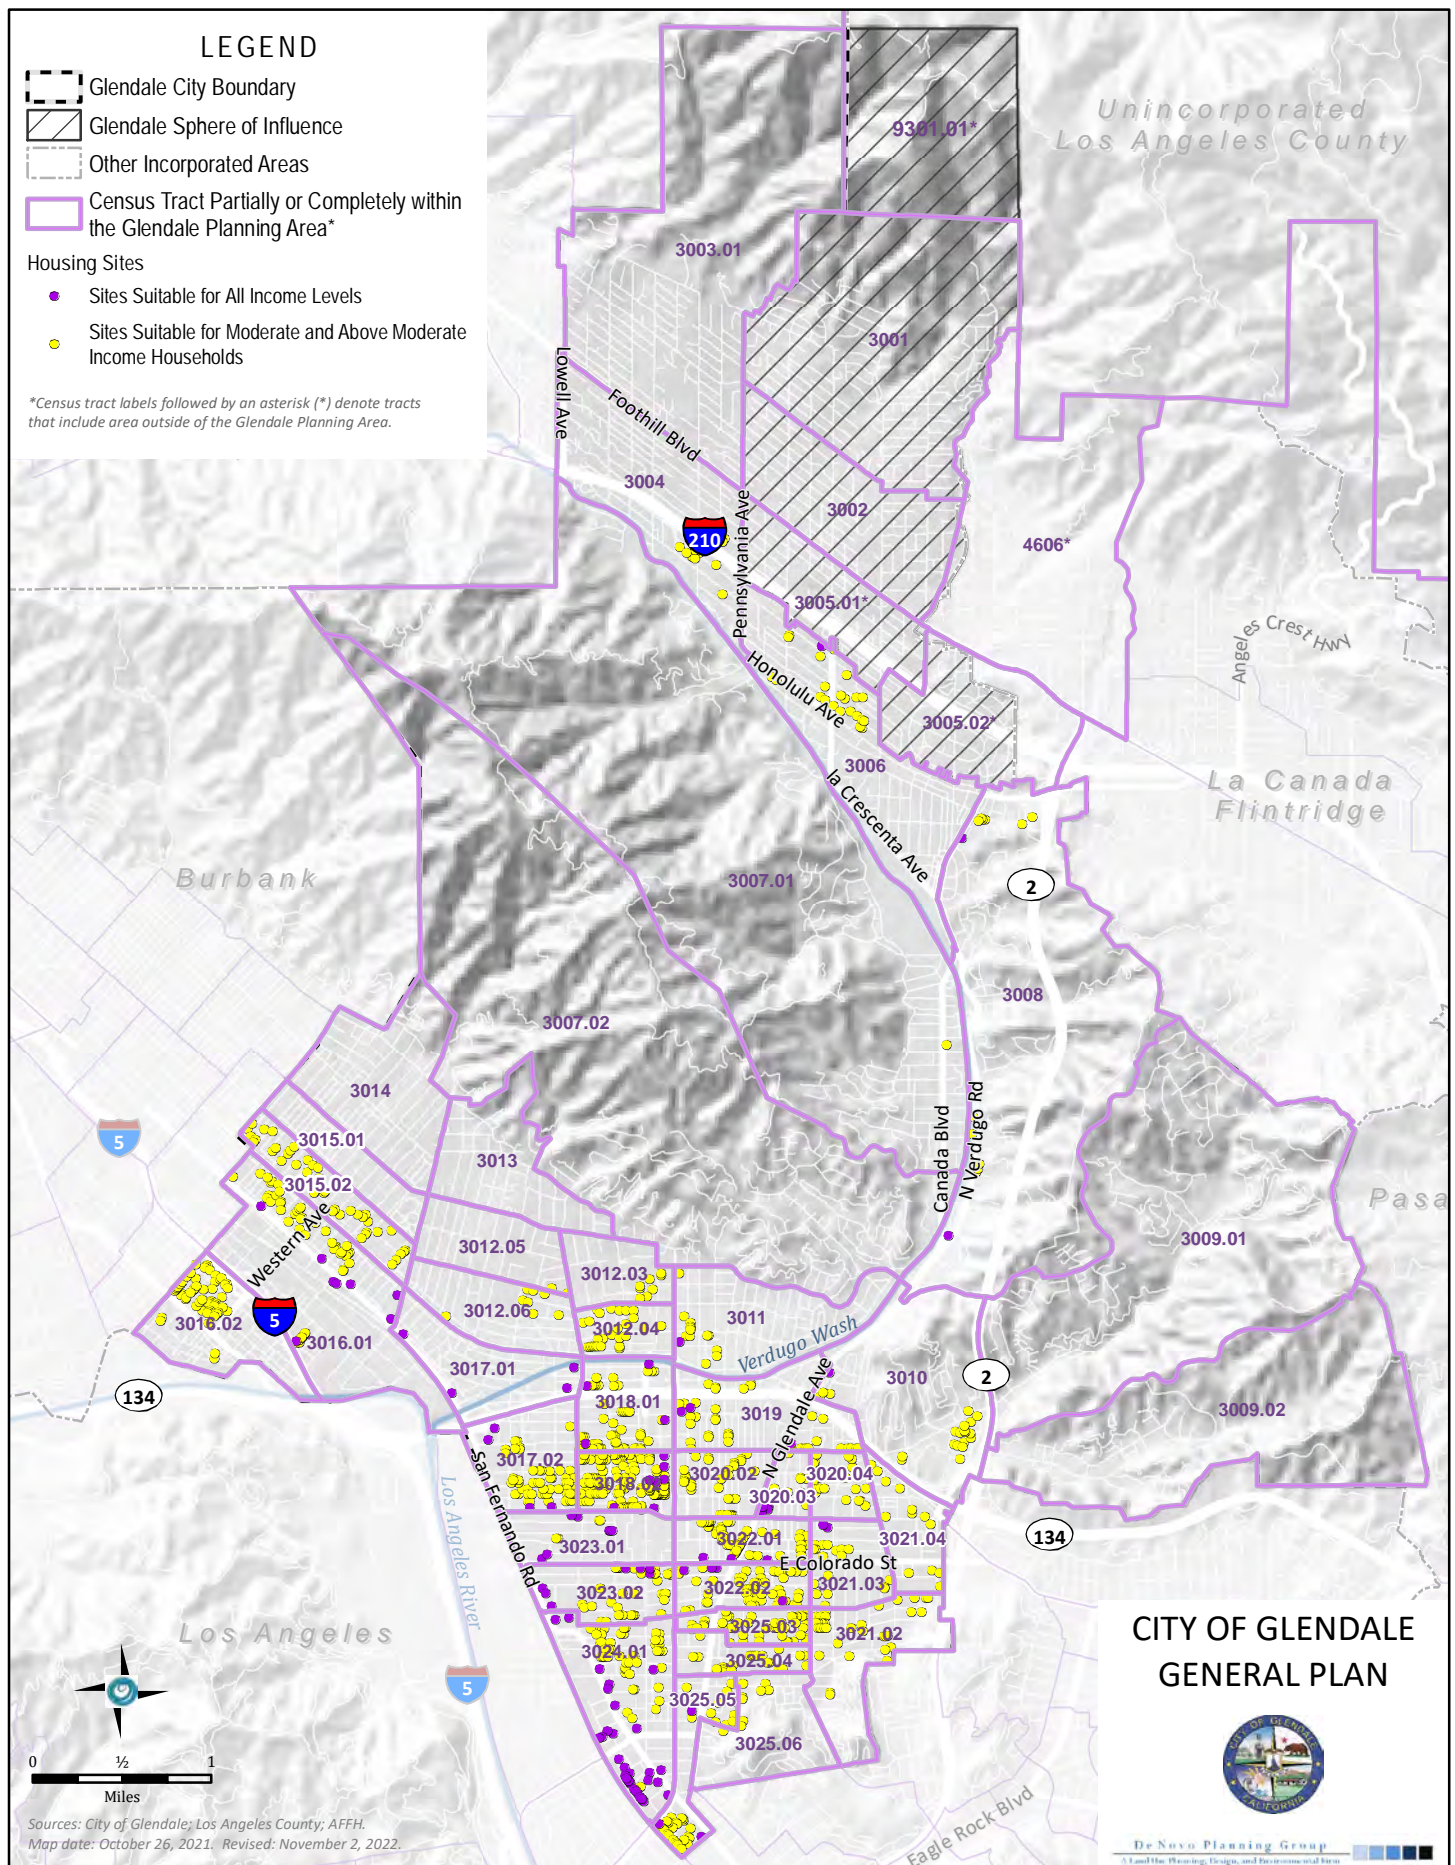 LEGEND
Glendale City Boundary
Glendale Sphere of Influence
Other Incorporated Areas
Census Tract Partially or Completely within
the Glendale Planning Area*
Housing Sites
Sites Suitable for All Income Levels
Sites Suitable for Moderate and Above Moderate
Income Households
*Census tract labels followed by an asterisk (*) denote tracts
that include area outside of the Glendale Planning Area.
Unincorporated
Los Angeles County
9301.01*
3003.01
3001
Lowell Ave
Foothill Blvd
3004
3002
Pennsylvania Ave
210
4606*
3005.01*
Angeles Crest HWY
Honolulu Ave
3005.02*
3006
la Crescenta Ave
La Canada
Flintridge
Burbank
3007.01
2
3008
3007.02
3014
5
3015.01
3013
Canada Blvd
N Verdugo Rd
3015.02
Pasa
Western Ave
3012.05
3009.01
3012.03
3012.06
3016.02
5
3012.04
3011
3016.01
Verdugo Wash
3017.01
N Glendale Ave
3010
2
134
3018.01
3019
3009.02
3017.02
San Fernando Rd
3020.02
3020.04
3020.03
Los Angeles River
3023.01
3022.01
3021.04
134
E Colorado St
3023.02
3022.02
3021.03
Los Angeles
3025.03
3021.02
3024.01
3025.04
5
3025.05
3025.06
CITY OF GLENDALE
GENERAL PLAN
CITY OF GLENDALE
CALIFORNIA
0 ½ 1
Miles
Sources: City of Glendale; Los Angeles County; AFFH.
Map date: October 26, 2021. Revised: November 2, 2022.
Eagle Rock Blvd
De Novo Planning Group
A Land Use Planning, Design, and Environmental Firm